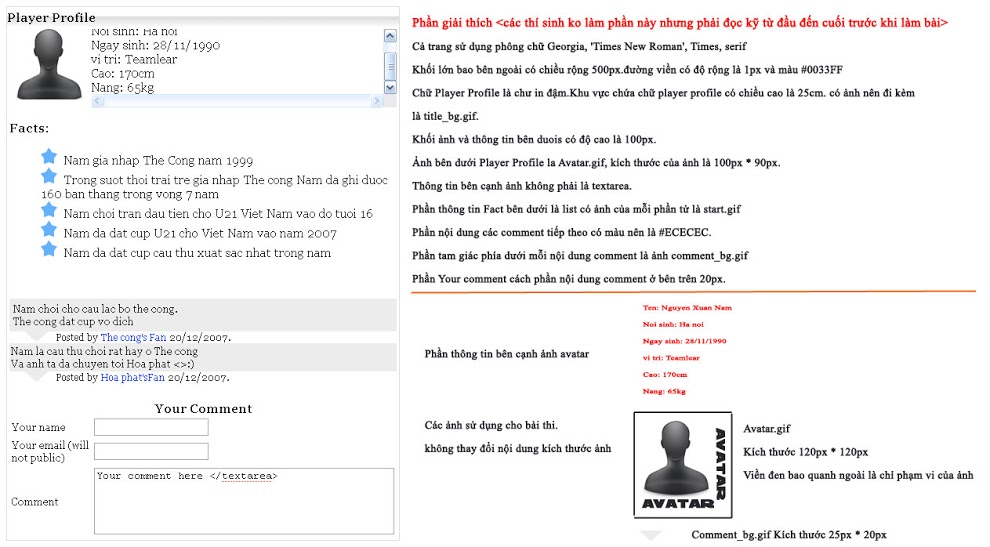 Player Profile
Noi sinh: Ha noi
Ngay sinh: 28/11/1990
vi tri: Teamlear
Cao: 170cm
Nang: 65kg
Facts:
Nam gia nhap The Cong nam 1999
Trong suot thoi trai tre gia nhap The cong Nam da ghi duoc
160 ban thang trong vong 7 nam
Nam choi tran dau tien cho U21 Viet Nam vao do tuoi 16
Nam da dat cup U21 cho Viet Nam vao nam 2007
Nam da dat cup cau thu xuat sac nhat trong nam
Nam choi cho cau lac bo the cong.
The cong dat cup vo dich
Posted by The cong's Fan 20/12/2007.
Nam la cau thu choi rat hay o The cong
Va anh ta da chuyen toi Hoa phat <>:)
Posted by Hoa phat'sFan 20/12/2007.
Your Comment
Your name
Your email (will
not public)
Comment
Your comment here </textarea>
Phần giải thích <các thí sinh ko làm phần này nhưng phải đọc kỹ từ đầu đến cuối trước khi làm bài>
Cả trang sử dụng phông chữ Georgia, 'Times New Roman', Times, serif
Khối lớn bao bên ngoài có chiều rộng 500px.đường viền có độ rộng là 1px và màu #0033FF
Chữ Player Profile là chư in đậm.Khu vực chứa chữ player profile có chiều cao là 25cm. có ảnh nên đi kèm
là title_bg.gif.
Khối ảnh và thông tin bên duois có độ cao là 100px.
Ảnh bên dưới Player Profile la Avatar.gif, kích thước của ảnh là 100px * 90px.
Thông tin bên cạnh ảnh không phải là textarea.
Phần thông tin Fact bên dưới là list có ảnh của mỗi phần tử là start.gif
Phần nội dung các comment tiếp theo có màu nên là #ECECEC.
Phần tam giác phía dưới mỗi nội dung comment là ảnh comment_bg.gif
Phần Your comment cách phần nội dung comment ở bên trên 20px.
Phần thông tin bên cạnh ảnh avatar
Ten: Nguyen Xuan Nam
Noi sinh: Ha noi
Ngay sinh: 28/11/1990
vi tri: Teamlear
Cao: 170cm
Nang: 65kg
Các ảnh sử dụng cho bài thi.
không thay đổi nội dung kích thước ảnh
AVATAR
AVATAR
Avatar.gif
Kích thước 120px * 120px
Viền đen bao quanh ngoài là chỉ phạm vi của ảnh
Comment_bg.gif Kích thước 25px * 20px